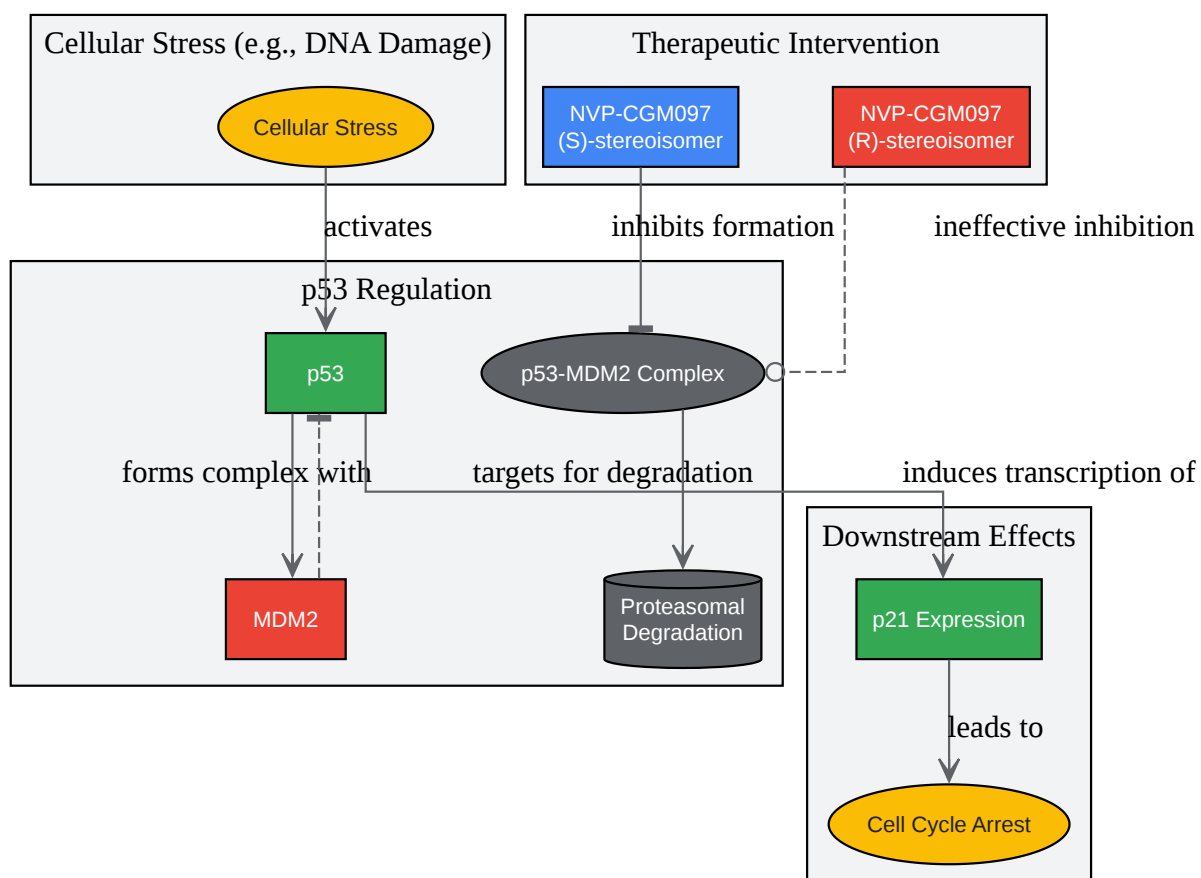 Cellular Stress (e.g., DNA Damage)
Therapeutic Intervention
Cellular Stress
NVP-CGM097
(S)-stereoisomer
NVP-CGM097
(R)-stereoisomer
activates
inhibits formation
ineffective inhibition
p53 Regulation
p53
p53-MDM2 Complex
forms complex with
targets for degradation
induces transcription of
Downstream Effects
MDM2
Proteasomal
Degradation
p21 Expression
leads to
Cell Cycle Arrest